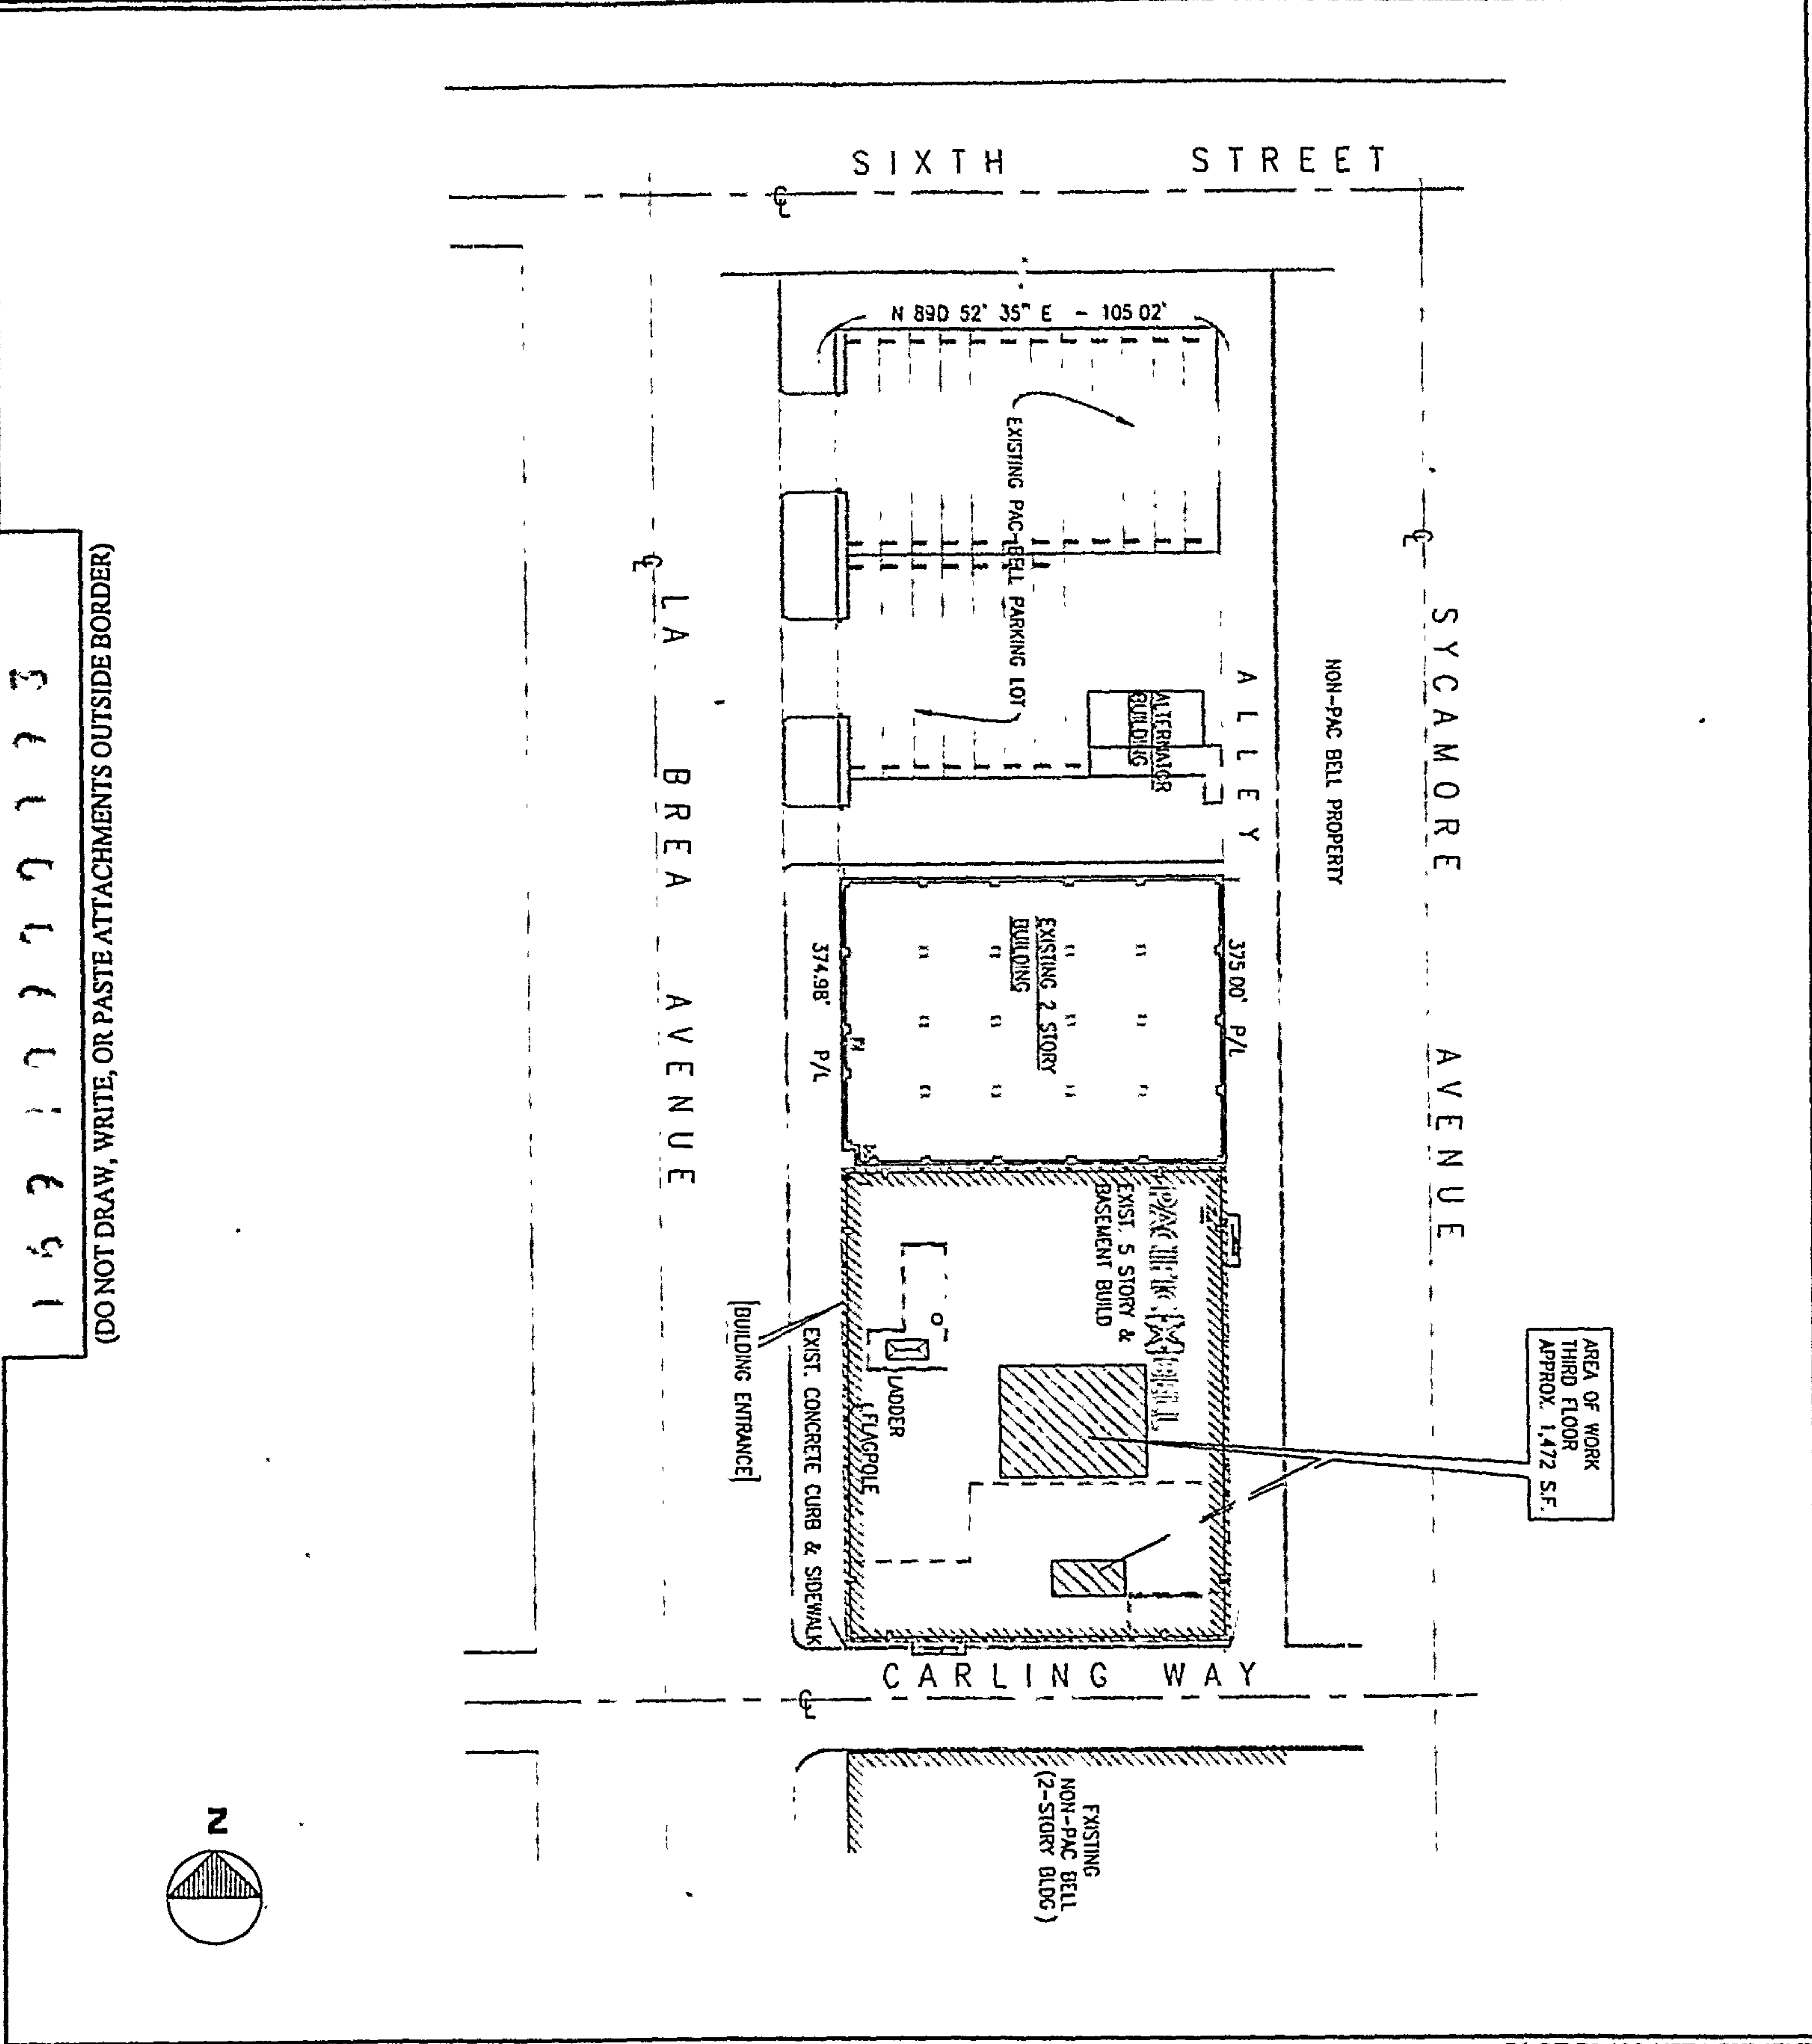 SIXTH STREET
N 89D 52' 35" E - 105 02'
EXISTING PAC-BELL PARKING LOT
ALTERNATOR
BUILDING
ALLEY
NON-PAC BELL PROPERTY
SYCAMORE AVENUE
LA BREA AVENUE
375 00' P/L
EXISTING 2 STORY
BUILDING
374.98' P/L
PACIFIC BELL
EXIST. 5 STORY &
BASEMENT BUILD
LADDER
FLAGPOLE
EXIST. CONCRETE CURB & SIDEWALK
BUILDING ENTRANCE
AREA OF WORK
THIRD FLOOR
APPROX. 1,472 S.F.
CARLING WAY
EXISTING
NON-PAC BELL
(2-STORY BLDG)
N
(DO NOT DRAW, WRITE, OR PASTE ATTACHMENTS OUTSIDE BORDER)